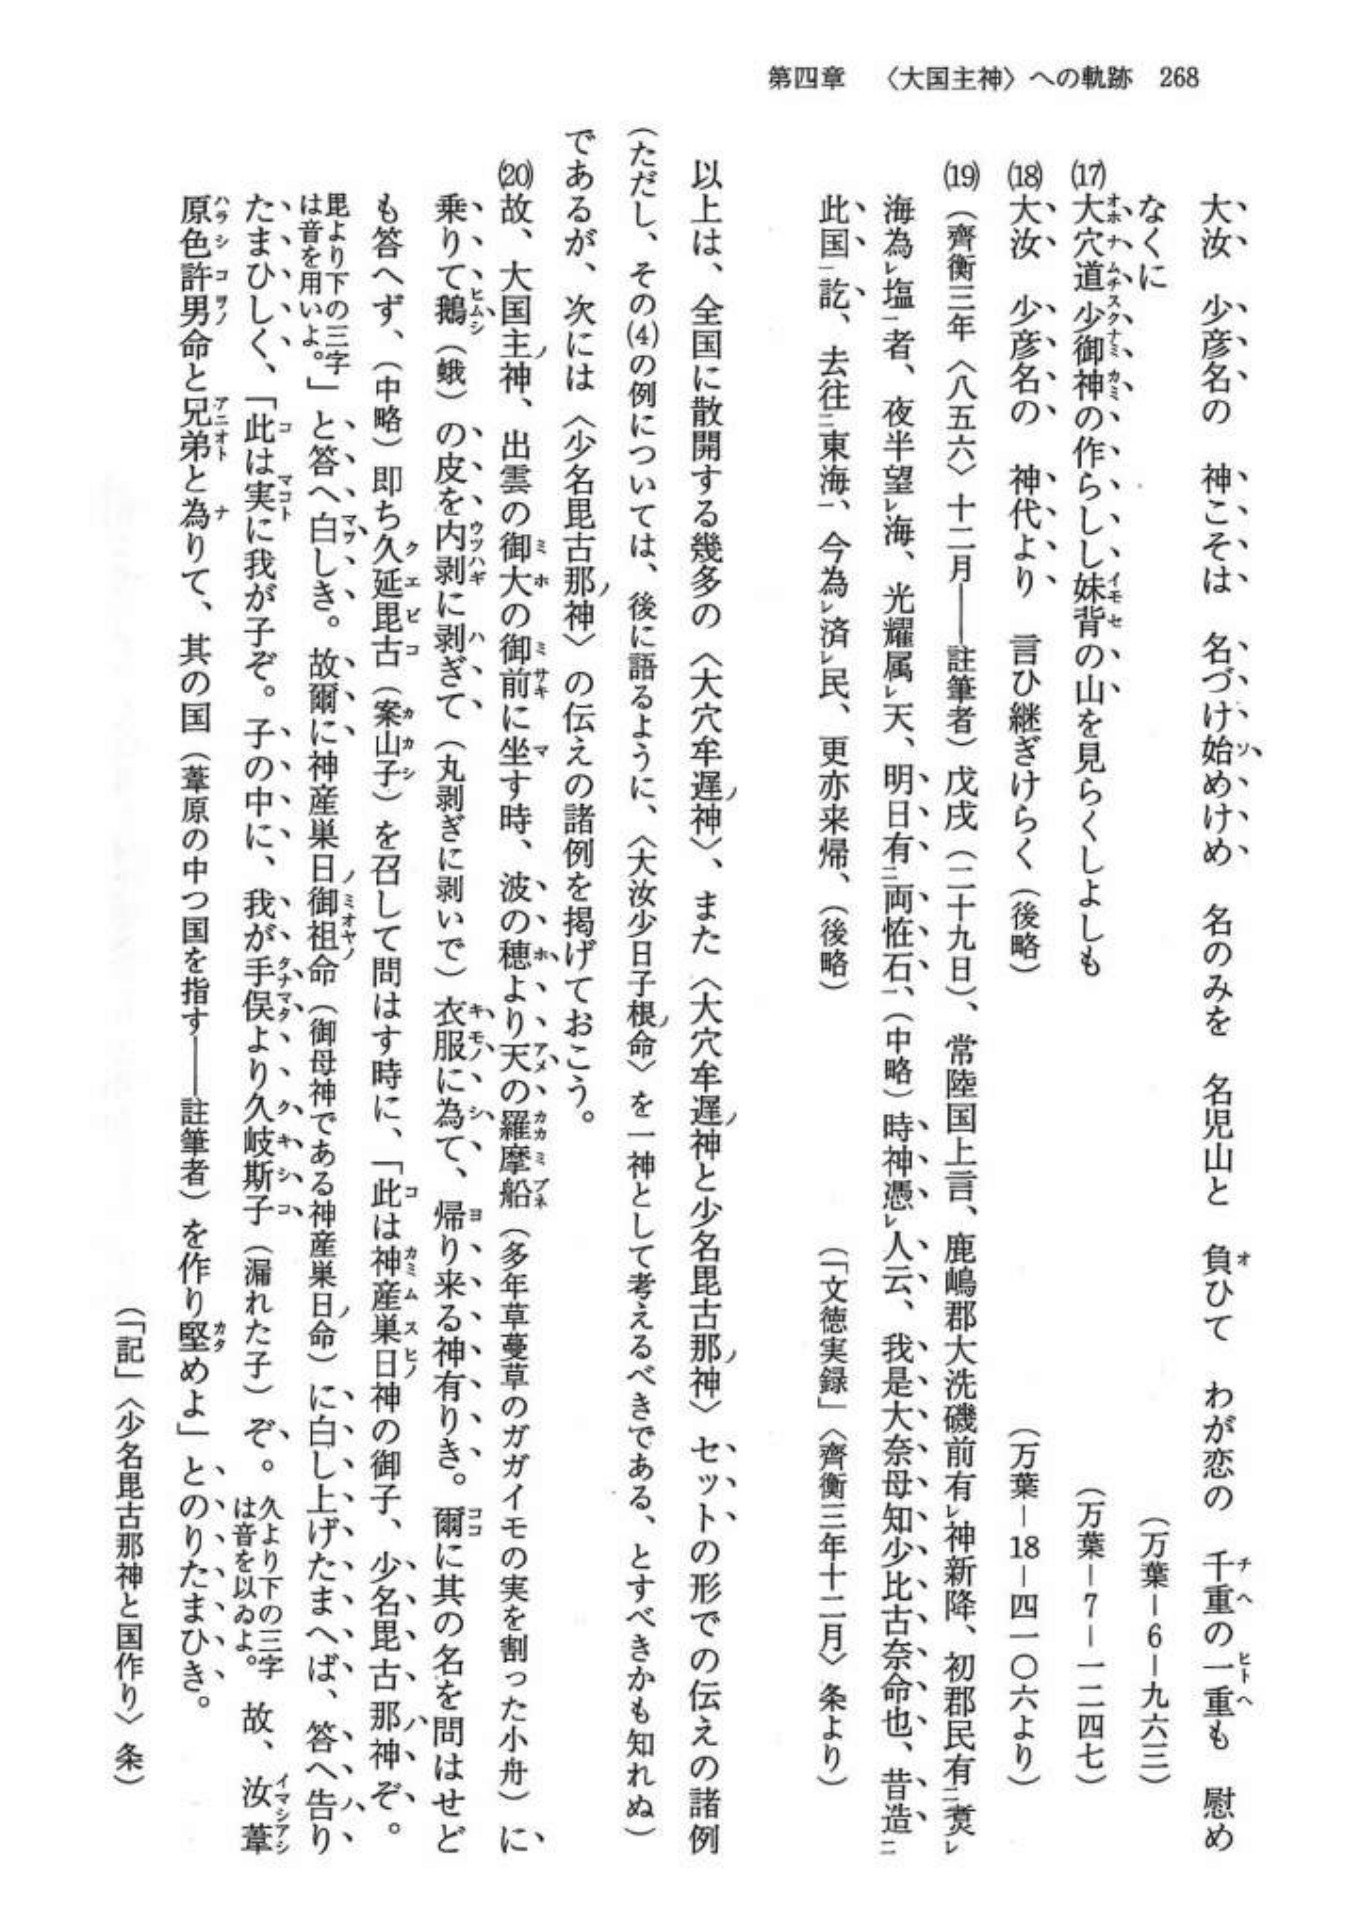 第四章　〈大国主神〉への軌跡　268
大汝　少彦名の　神こそは　名づけ始めけめ　名のみを　名児山と　負ひて　わが恋の　千重の一重も　慰め
なくに　（万葉－6－九六三）
⒄大穴道少御神の作らしし妹背の山を見らくしよしも　（万葉－7－一二四七）
⒅大汝　少彦名の　神代より　言ひ継ぎけらく（後略）　（万葉－18－四一〇六より）
⒆（齊衡三年〈八五六〉十二月――註筆者）戊戌（二十九日）、常陸国上言、鹿嶋郡大洗磯前有レ神新降、初郡民有二煑レ
海為レ塩一者、夜半望レ海、光耀属レ天、明日有二両恠石一、（中略）時神憑レ人云、我是大奈母知少比古奈命也、昔造二
此国一訖、去往二東海一、今為レ済レ民、更亦来帰、（後略）　（「文徳実録」〈齊衡三年十二月〉条より）
以上は、全国に散開する幾多の〈大穴牟遅ノ神〉、また〈大穴牟遅ノ神と少名毘古那ノ神〉セットの形での伝えの諸例
（ただし、その⑷の例については、後に語るように、〈大汝少日子根ノ命〉を一神として考えるべきである、とすべきかも知れぬ）
であるが、次には〈少名毘古那ノ神〉の伝えの諸例を掲げておこう。
⒇故、大国主ノ神、出雲の御大の御前に坐す時、波の穂より天の羅摩船（多年草蔓草のガガイモの実を割った小舟）に
乗りて鵝（蛾）の皮を内剥に剥ぎて（丸剥ぎに剥いで）衣服に為て、帰り来る神有りき。爾に其の名を問はせど
も答へず、（中略）即ち久延毘古（案山子）を召して問はす時に、「此は神産巣日神の御子、少名毘古那神ぞ。
毘より下の三字は音を用いよ。」と答へ白しき。故爾に神産巣日ノ御祖命（御母神である神産巣日ノ命）に白し上げたまへば、答へ告り
たまひしく、「此は実に我が子ぞ。子の中に、我が手俣より久岐斯子（漏れた子）ぞ。久より下の三字は音を以ゐよ。故、汝葦
原色許男命と兄弟と為りて、其の国（葦原の中つ国を指す――註筆者）を作り堅めよ」とのりたまひき。
（「記」〈少名毘古那神と国作り〉条）